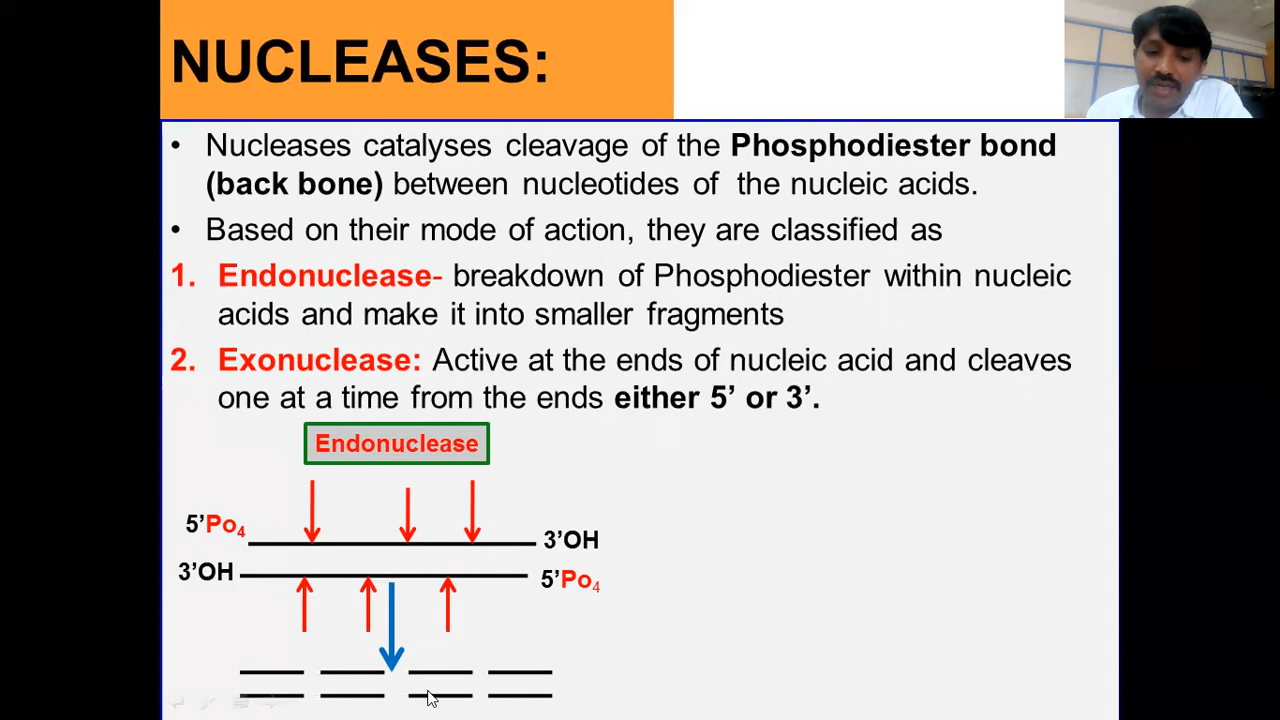 NUCLEASES:
• Nucleases catalyses cleavage of the Phosphodiester bond
(back bone) between nucleotides of the nucleic acids.
• Based on their mode of action, they are classified as
1. Endonuclease- breakdown of Phosphodiester within nucleic
acids and make it into smaller fragments
2. Exonuclease: Active at the ends of nucleic acid and cleaves
one at a time from the ends either 5’ or 3’.
Endonuclease
5’Po4
3’OH
3’OH
5’Po4